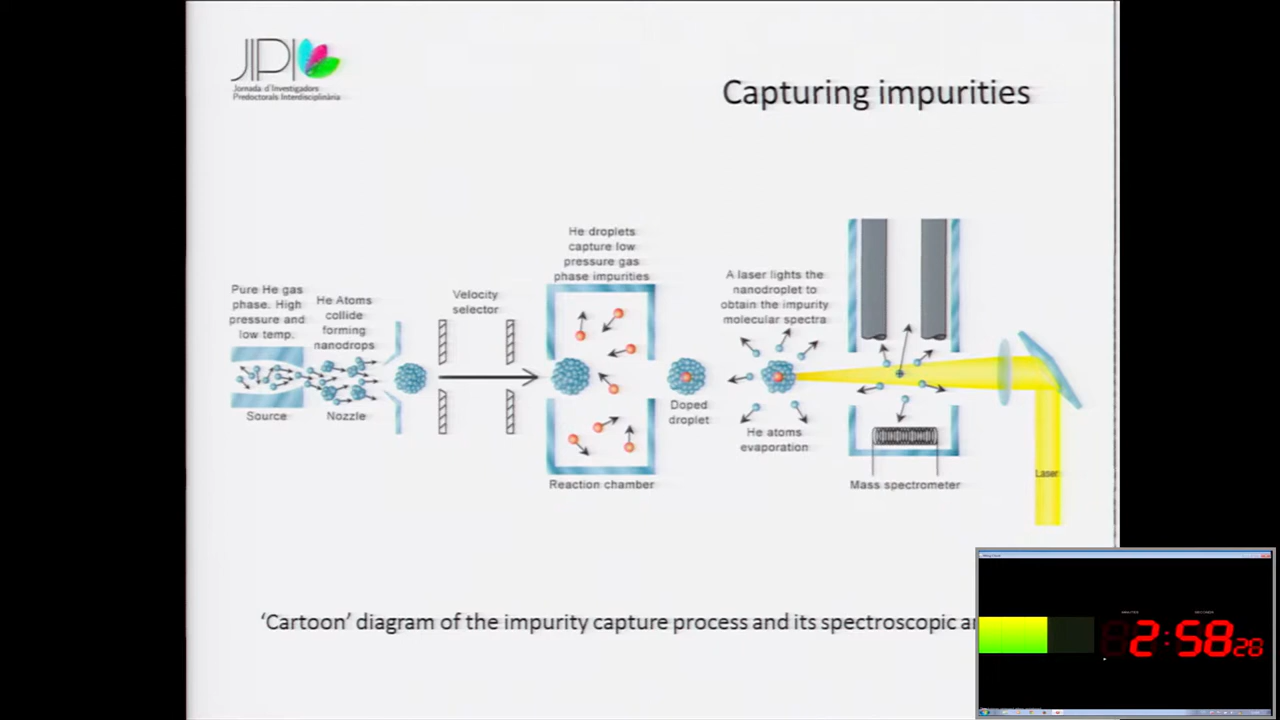 JIPI
Jornada d'Investigadors
Predoctorals Interdisciplinària
Capturing impurities
He droplets
capture low
pressure gas
phase impurities
A laser lights the
nanodroplet to
obtain the impurity
molecular spectra
Pure He gas
phase. High
pressure and
low temp.
He Atoms
collide
forming
nanodrops
Velocity
selector
Source
Nozzle
Doped
droplet
He atoms
evaporation
Reaction chamber
Mass spectrometer
Laser
'Cartoon' diagram of the impurity capture process and its spectroscopic
2:58 28